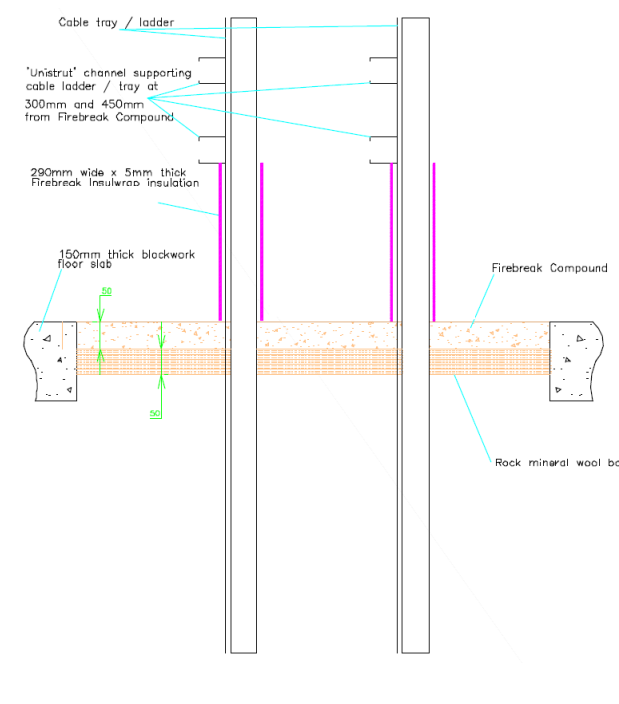 Cable tray / ladder
"Unistrut" channel supporting
cable ladder / tray at
300mm and 450mm
from Firebreak Compound
290mm wide x 5mm thick
Firebreak Insulwrap insulation
150mm thick blockwork
floor slab
50
Firebreak Compound
50
Rock mineral wool bo